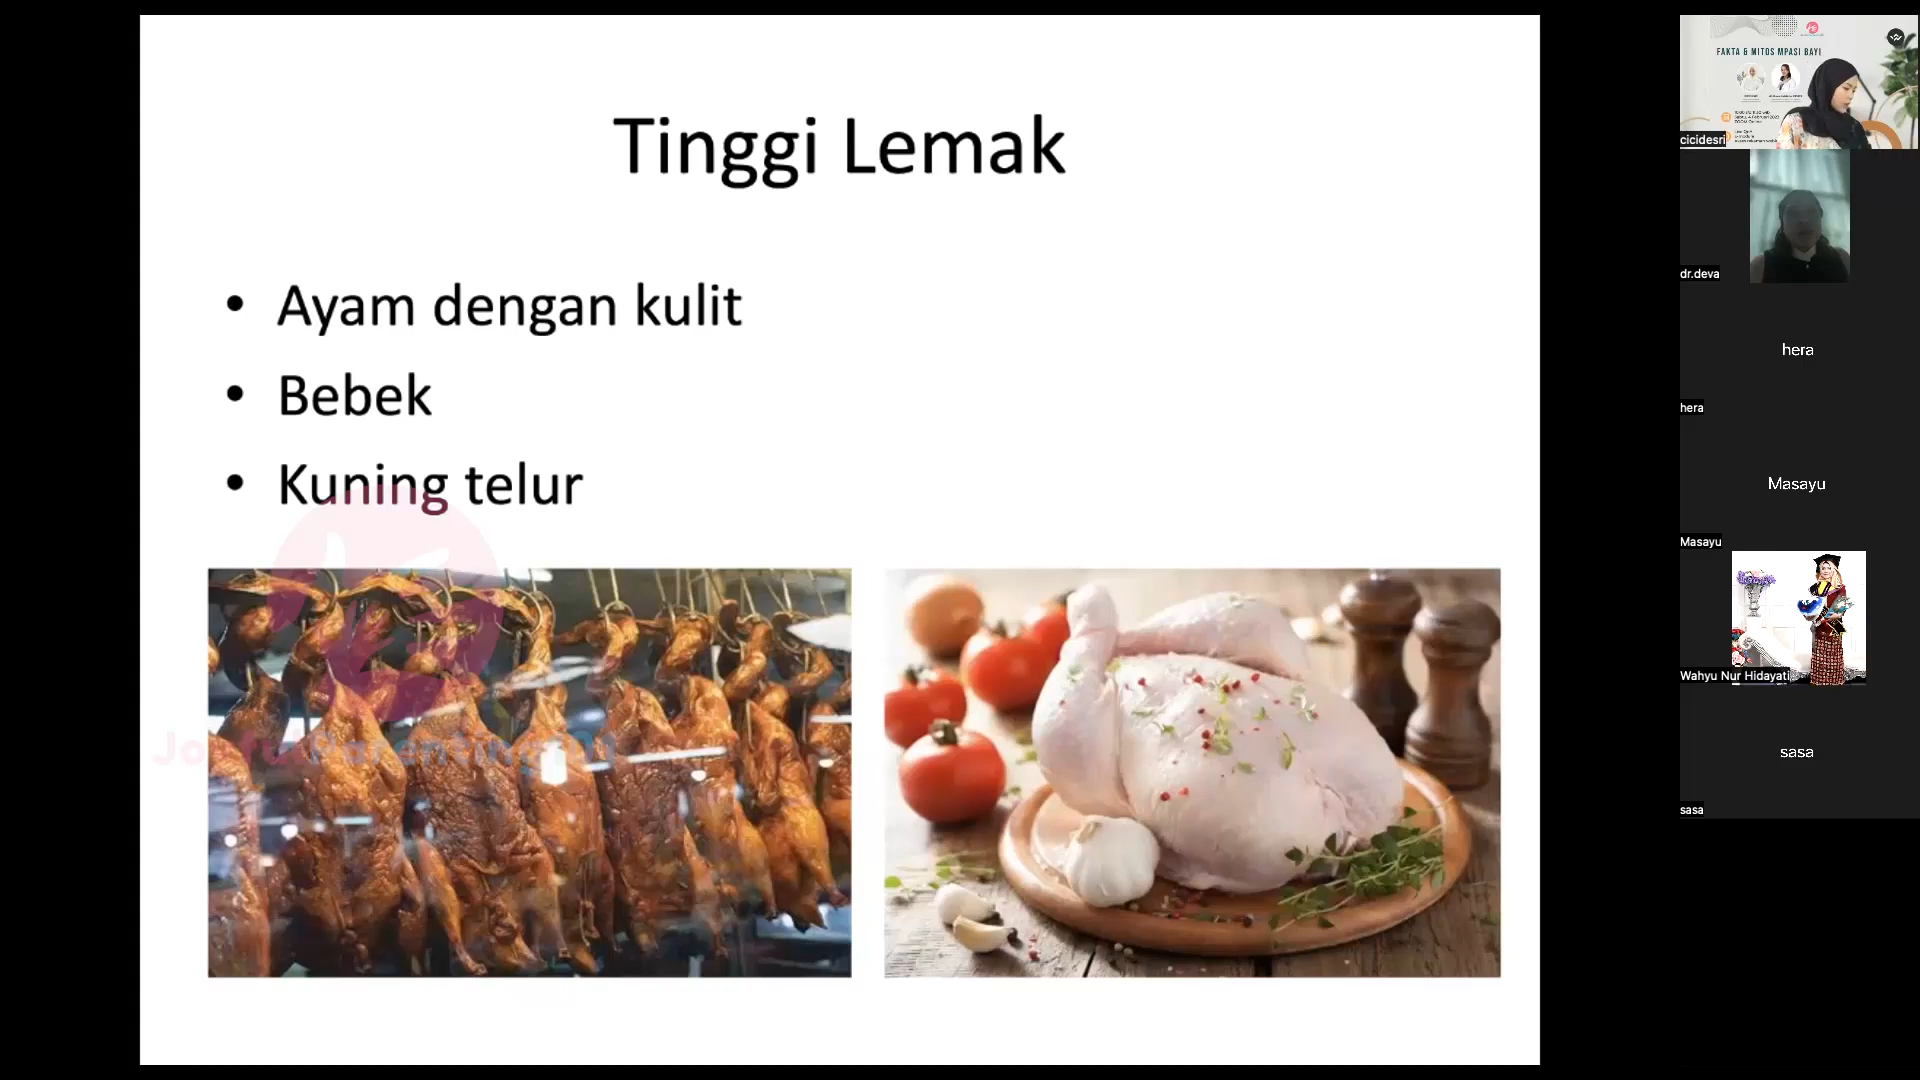 Tinggi Lemak
• Ayam dengan kulit
• Bebek
• Kuning telur
JoyfulParenting101
FAKTA & MITOS MPASI BAYI
cicidesri
dr.deva
hera
hera
Masayu
Masayu
Wahyu Nur Hidayati
sasa
sasa